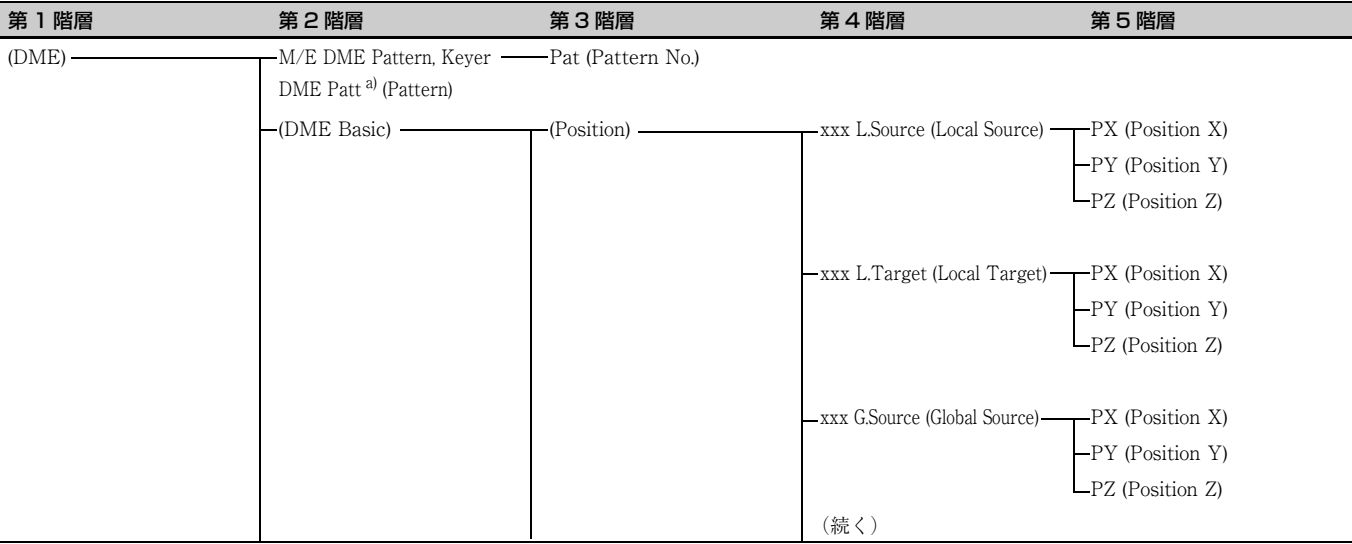 第 1 階層 第 2 階層 第 3 階層 第 4 階層 第 5 階層
(DME) M/E DME Pattern, Keyer Pat (Pattern No.)
DME Patt a) (Pattern)
(DME Basic) (Position) xxx L.Source (Local Source) PX (Position X)
PY (Position Y)
PZ (Position Z)
xxx L.Target (Local Target) PX (Position X)
PY (Position Y)
PZ (Position Z)
xxx G.Source (Global Source) PX (Position X)
PY (Position Y)
PZ (Position Z)
（続く）